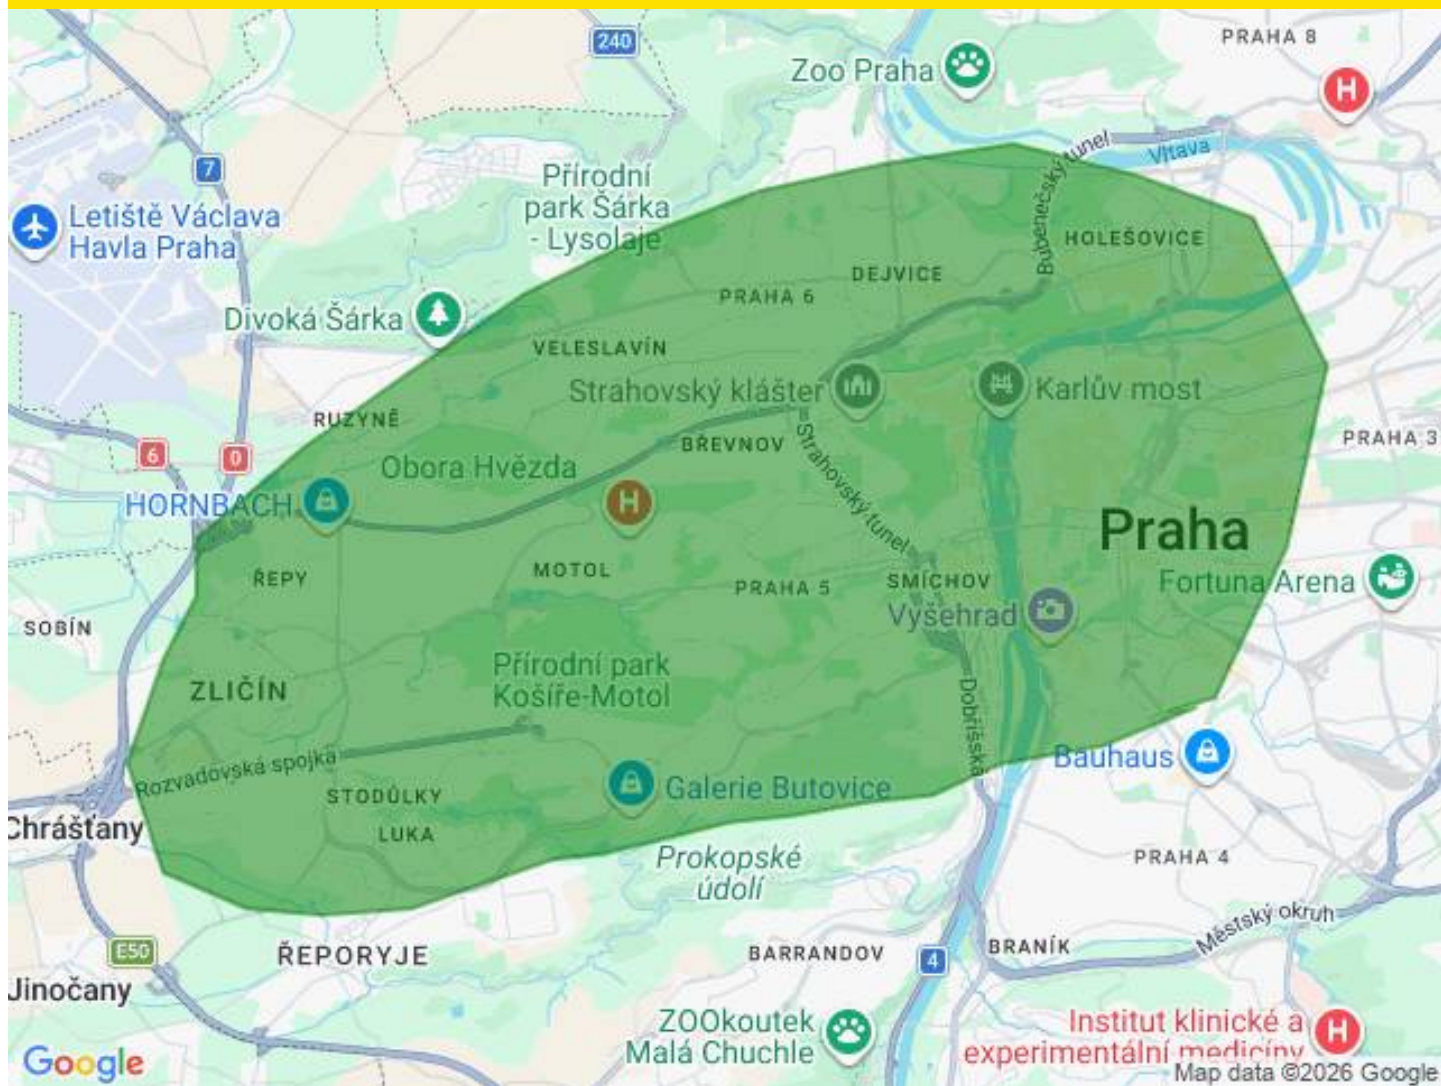 PRAHA 8
240
Zoo Praha
H
Bubenečský tunel
Vltava
7
Přírodní
park Šárka
- Lysolaje
Letiště Václava
Havla Praha
HOLEŠOVICE
DEJVICE
PRAHA 6
Divoká Šárka
VELESLAVÍN
Strahovský klášter
Karlův most
RUZYNĚ
BŘEVNOV
PRAHA 3
6
0
Obora Hvězda
Strahovský tunel
HORNBACH
H
Praha
ŘEPY
MOTOL
PRAHA 5
SMÍCHOV
Fortuna Arena
Vyšehrad
SOBÍN
Přírodní park
Košíře-Motol
ZLIČÍN
Dobříšská
Rozvadovská spojka
Bauhaus
STODŮLKY
Galerie Butovice
Chrášťany
LUKA
Prokopské
údolí
PRAHA 4
Městský okruh
E50
ŘEPORYJE
BARRANDOV
4
BRANÍK
Jinočany
ZOOkoutek
Malá Chuchle
Institut klinické a
experimentální medicíny
H
Google
Map data ©2026 Google